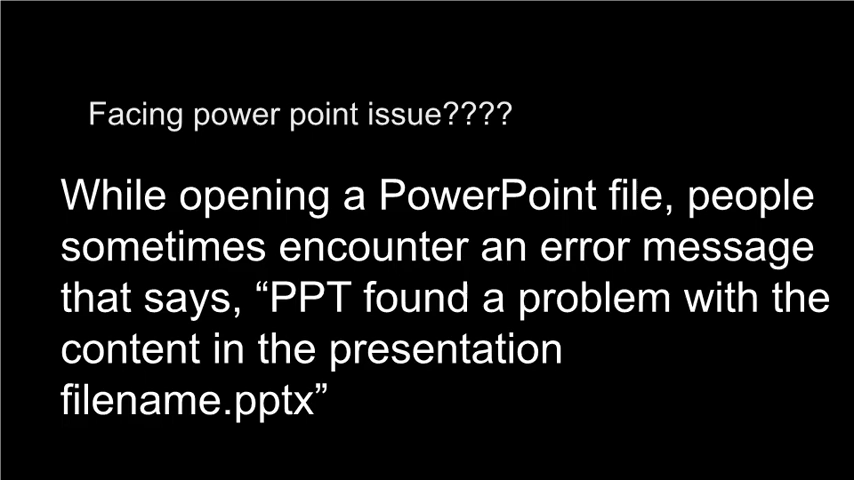 Facing power point issue????
While opening a PowerPoint file, people
sometimes encounter an error message
that says, “PPT found a problem with the
content in the presentation
filename.pptx”